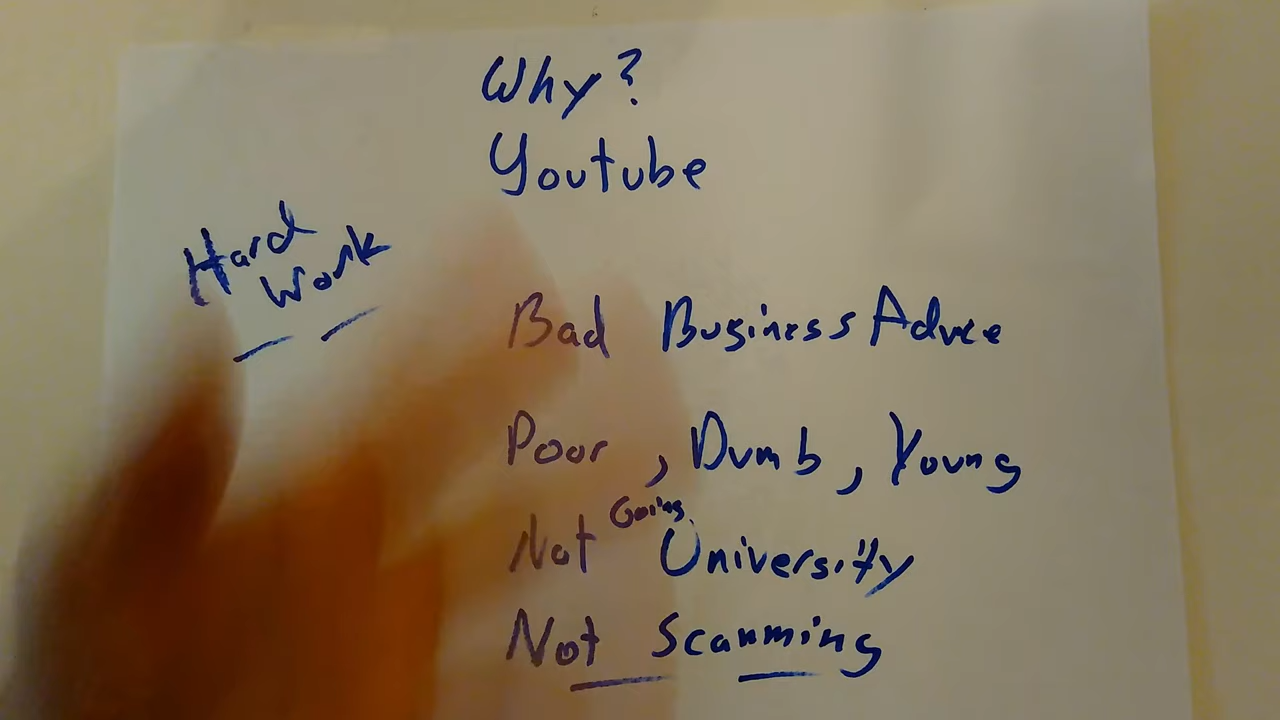 Why?
Youtube
Hard
Work
Bad Business Advice
Poor, Dumb, Young
Not Going University
Not Scamming